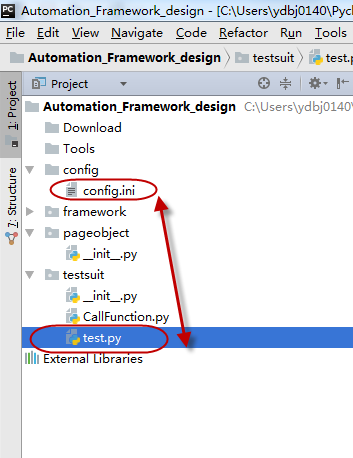 PC Automation_Framework_design - [C:\Users\ydbj0140\Pych
File Edit View Navigate Code Refactor Run Tools
Automation_Framework_design testsuit test.p
1: Project
Project
Automation_Framework_design C:\Users\ydbj0140\
Download
Tools
config
config.ini
7: Structure
framework
pageobject
__init__.py
testsuit
__init__.py
CallFunction.py
test.py
External Libraries